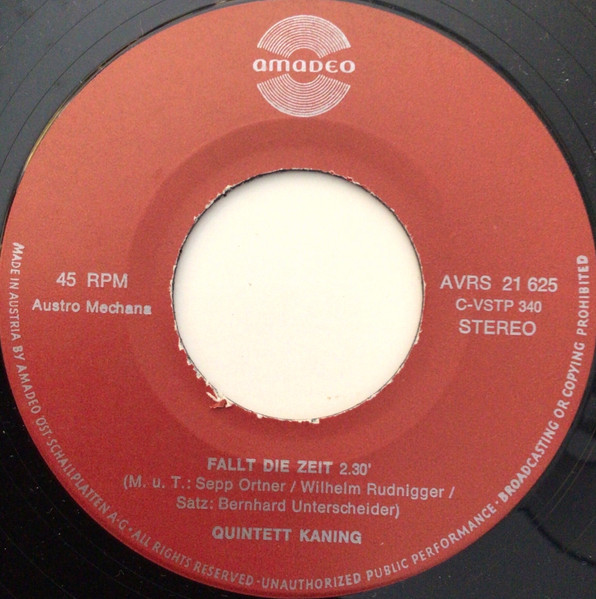 amadeo
45 RPM
Austro Mechana
AVRS 21 625
C-VSTP 340
STEREO
FALLT DIE ZEIT 2.30'
(M. u. T.: Sepp Ortner / Wilhelm Rudnigger /
Satz: Bernhard Unterscheider)
QUINTETT KANING
MADE IN AUSTRIA BY AMADEO ÖST. SCHALLPLATTEN A·G · ALL RIGHTS RESERVED · UNAUTHORIZED PUBLIC PERFORMANCE · BROADCASTING OR COPYING PROHIBITED